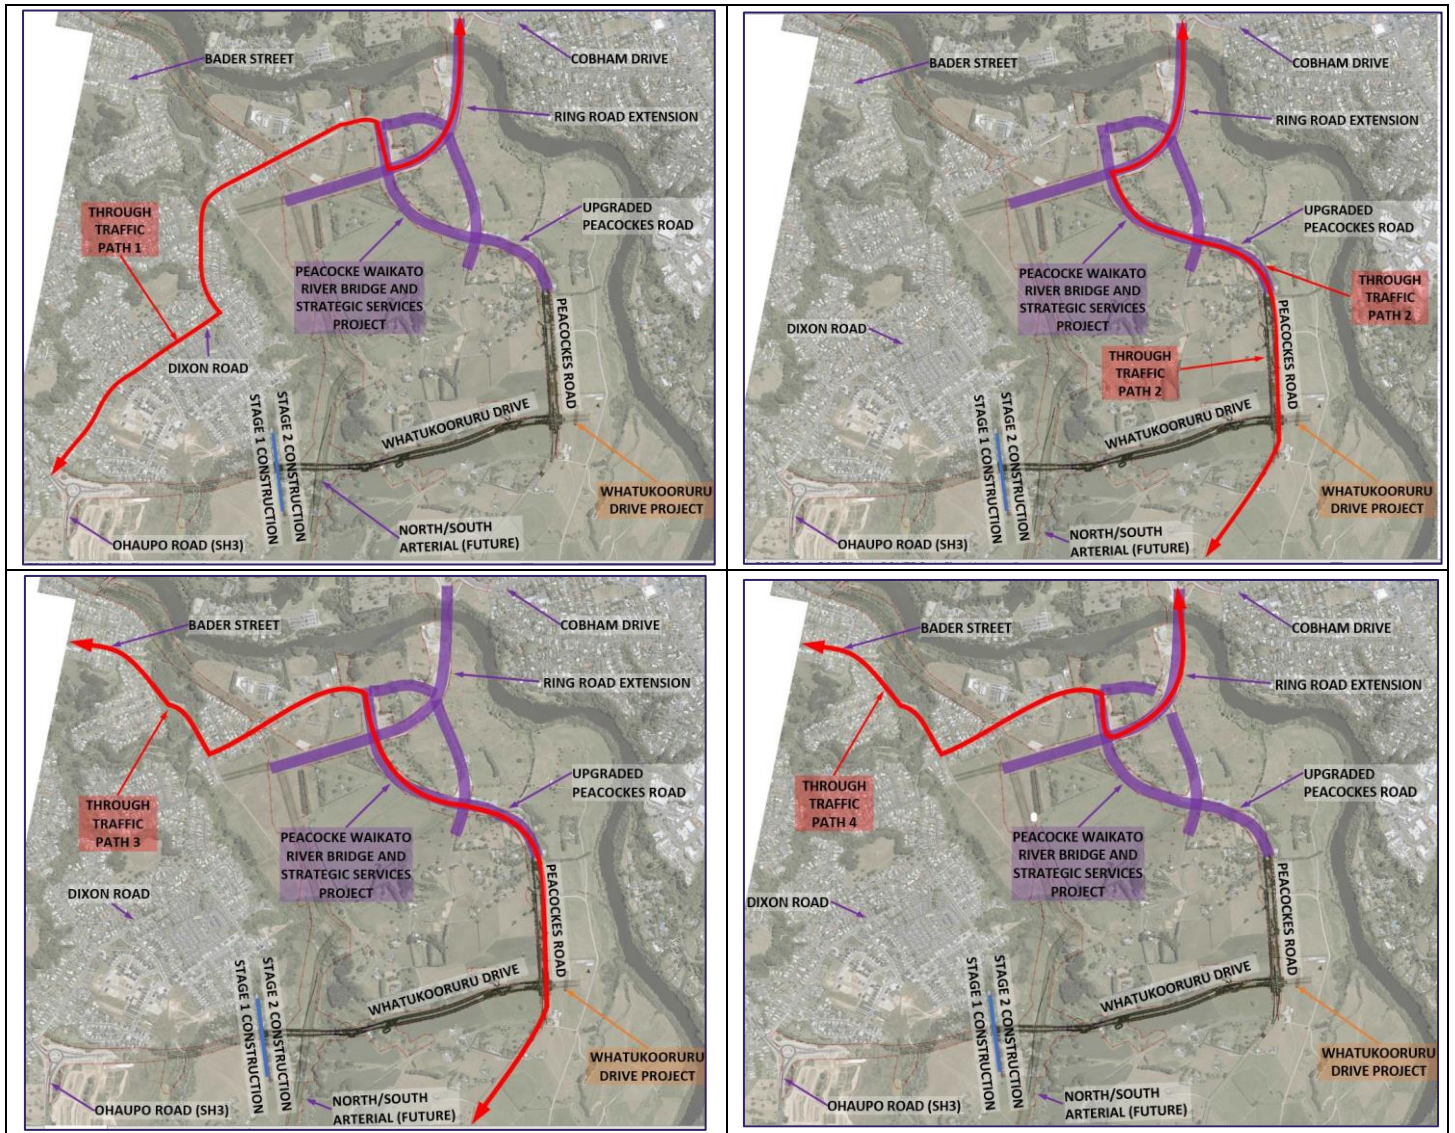 BADER STREET
COBHAM DRIVE
RING ROAD EXTENSION
THROUGH
TRAFFIC
PATH 1
UPGRADED
PEACOCKES ROAD
PEACOCKE WAIKATO
RIVER BRIDGE AND
STRATEGIC SERVICES
PROJECT
PEACOCKES ROAD
DIXON ROAD
STAGE 2 CONSTRUCTION
STAGE 1 CONSTRUCTION
WHATUKOORURU DRIVE
WHATUKOORURU
DRIVE PROJECT
NORTH/SOUTH
ARTERIAL (FUTURE)
OHAUPO ROAD (SH3)
BADER STREET
COBHAM DRIVE
RING ROAD EXTENSION
UPGRADED
PEACOCKES ROAD
PEACOCKE WAIKATO
RIVER BRIDGE AND
STRATEGIC SERVICES
PROJECT
THROUGH
TRAFFIC
PATH 2
DIXON ROAD
THROUGH
TRAFFIC
PATH 2
PEACOCKES ROAD
STAGE 2 CONSTRUCTION
STAGE 1 CONSTRUCTION
WHATUKOORURU DRIVE
WHATUKOORURU
DRIVE PROJECT
NORTH/SOUTH
ARTERIAL (FUTURE)
OHAUPO ROAD (SH3)
BADER STREET
COBHAM DRIVE
RING ROAD EXTENSION
THROUGH
TRAFFIC
PATH 3
UPGRADED
PEACOCKES ROAD
PEACOCKE WAIKATO
RIVER BRIDGE AND
STRATEGIC SERVICES
PROJECT
DIXON ROAD
PEACOCKES ROAD
STAGE 2 CONSTRUCTION
STAGE 1 CONSTRUCTION
WHATUKOORURU DRIVE
WHATUKOORURU
DRIVE PROJECT
NORTH/SOUTH
ARTERIAL (FUTURE)
OHAUPO ROAD (SH3)
BADER STREET
COBHAM DRIVE
RING ROAD EXTENSION
THROUGH
TRAFFIC
PATH 4
UPGRADED
PEACOCKES ROAD
PEACOCKE WAIKATO
RIVER BRIDGE AND
STRATEGIC SERVICES
PROJECT
DIXON ROAD
PEACOCKES ROAD
STAGE 2 CONSTRUCTION
STAGE 1 CONSTRUCTION
WHATUKOORURU DRIVE
WHATUKOORURU
DRIVE PROJECT
NORTH/SOUTH
ARTERIAL (FUTURE)
OHAUPO ROAD (SH3)